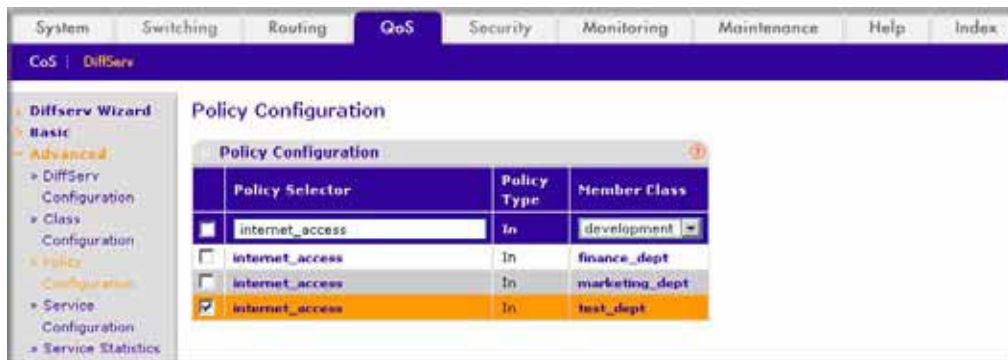 System Switching Routing QoS Security Monitoring Maintenance Help Index
CoS | DiffServ
Diffserv Wizard
Basic
Advanced
» DiffServ
Configuration
» Class
Configuration
» Policy
Configuration
» Service
Configuration
» Service Statistics
Policy Configuration
Policy Configuration ?
Policy Selector Policy Type Member Class
internet_access In development
internet_access In finance_dept
internet_access In marketing_dept
internet_access In test_dept